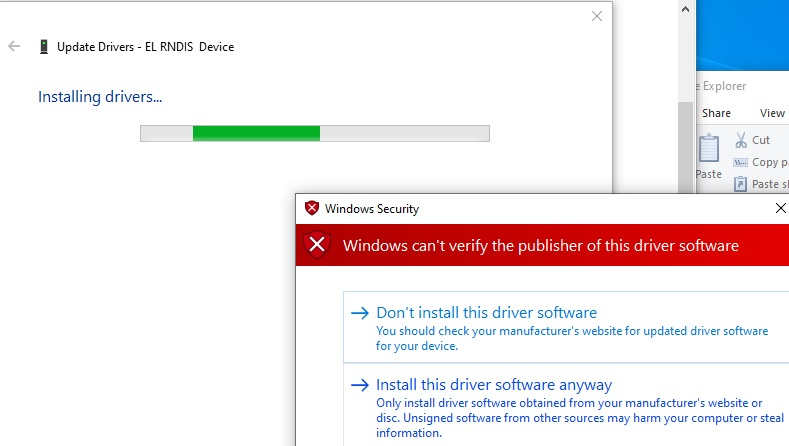 Update Drivers - EL RNDIS Device
Installing drivers...
Explorer
Share View
Cut
Copy
Paste
Paste
Windows Security
Windows can't verify the publisher of this driver software
Don't install this driver software
You should check your manufacturer's website for updated driver software
for your device.
Install this driver software anyway
Only install driver software obtained from your manufacturer's website or
disc. Unsigned software from other sources may harm your computer or steal
information.